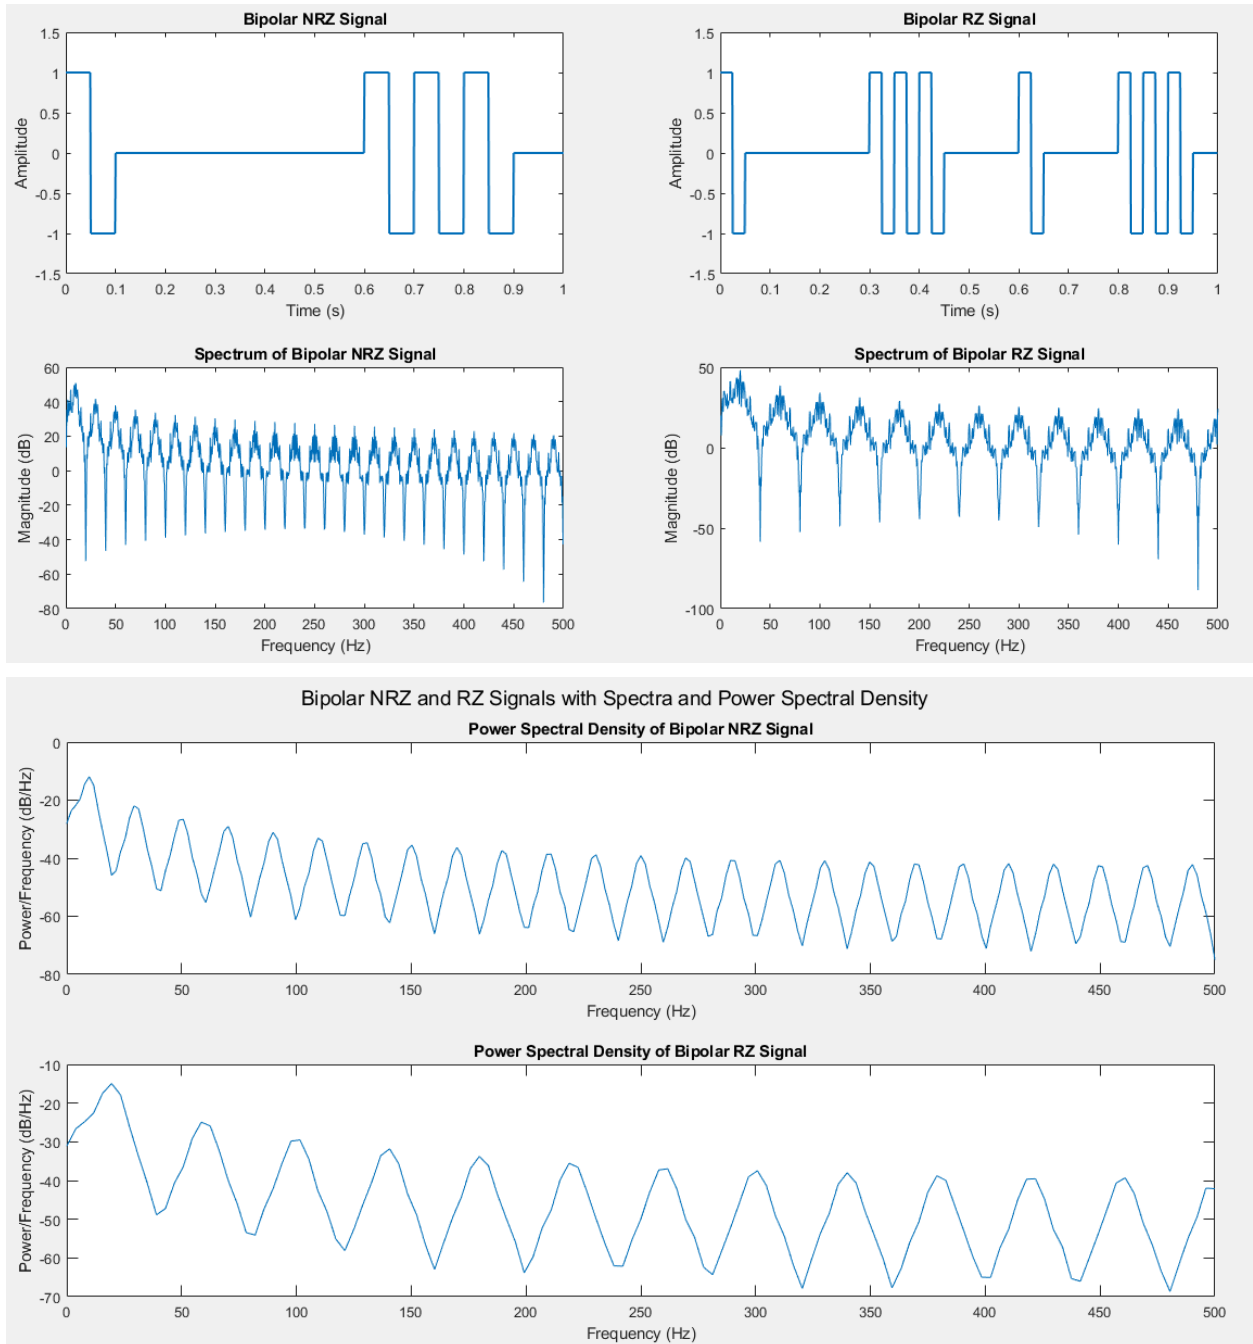 Bipolar NRZ Signal
1.5
1
0.5
0
-0.5
-1
-1.5
Amplitude
0 0.1 0.2 0.3 0.4 0.5 0.6 0.7 0.8 0.9 1
Time (s)
Bipolar RZ Signal
1.5
1
0.5
0
-0.5
-1
-1.5
Amplitude
0 0.1 0.2 0.3 0.4 0.5 0.6 0.7 0.8 0.9 1
Time (s)
Spectrum of Bipolar NRZ Signal
60
40
20
0
-20
-40
-60
-80
Magnitude (dB)
0 50 100 150 200 250 300 350 400 450 500
Frequency (Hz)
Spectrum of Bipolar RZ Signal
50
0
-50
-100
Magnitude (dB)
0 50 100 150 200 250 300 350 400 450 500
Frequency (Hz)
Bipolar NRZ and RZ Signals with Spectra and Power Spectral Density
Power Spectral Density of Bipolar NRZ Signal
0
-20
-40
-60
-80
Power/Frequency (dB/Hz)
0 50 100 150 200 250 300 350 400 450 500
Frequency (Hz)
Power Spectral Density of Bipolar RZ Signal
-10
-20
-30
-40
-50
-60
-70
Power/Frequency (dB/Hz)
0 50 100 150 200 250 300 350 400 450 500
Frequency (Hz)